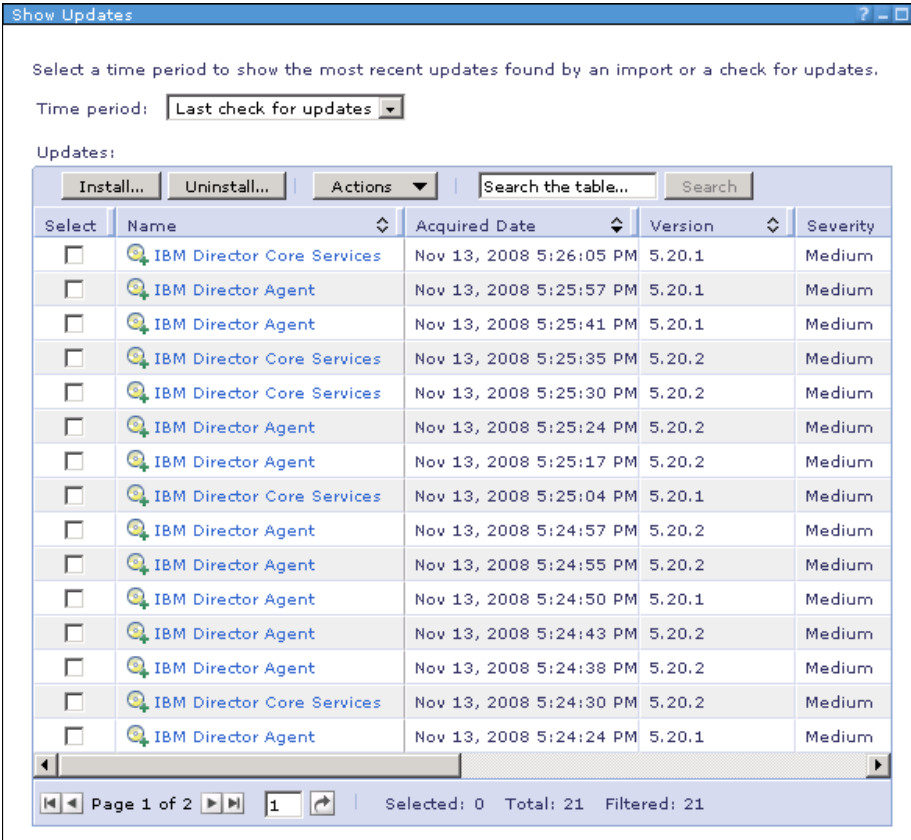 Show Updates ?
Select a time period to show the most recent updates found by an import or a check for updates.
Time period: Last check for updates
Updates:
Install... Uninstall... Actions Search the table... Search
Select Name Acquired Date Version Severity
IBM Director Core Services Nov 13, 2008 5:26:05 PM 5.20.1 Medium
IBM Director Agent Nov 13, 2008 5:25:57 PM 5.20.1 Medium
IBM Director Agent Nov 13, 2008 5:25:41 PM 5.20.1 Medium
IBM Director Core Services Nov 13, 2008 5:25:35 PM 5.20.2 Medium
IBM Director Core Services Nov 13, 2008 5:25:30 PM 5.20.2 Medium
IBM Director Agent Nov 13, 2008 5:25:24 PM 5.20.2 Medium
IBM Director Agent Nov 13, 2008 5:25:17 PM 5.20.2 Medium
IBM Director Core Services Nov 13, 2008 5:25:04 PM 5.20.1 Medium
IBM Director Agent Nov 13, 2008 5:24:57 PM 5.20.2 Medium
IBM Director Agent Nov 13, 2008 5:24:55 PM 5.20.2 Medium
IBM Director Agent Nov 13, 2008 5:24:50 PM 5.20.1 Medium
IBM Director Agent Nov 13, 2008 5:24:43 PM 5.20.2 Medium
IBM Director Agent Nov 13, 2008 5:24:38 PM 5.20.2 Medium
IBM Director Core Services Nov 13, 2008 5:24:30 PM 5.20.2 Medium
IBM Director Agent Nov 13, 2008 5:24:24 PM 5.20.1 Medium
Page 1 of 2 1 Selected: 0 Total: 21 Filtered: 21